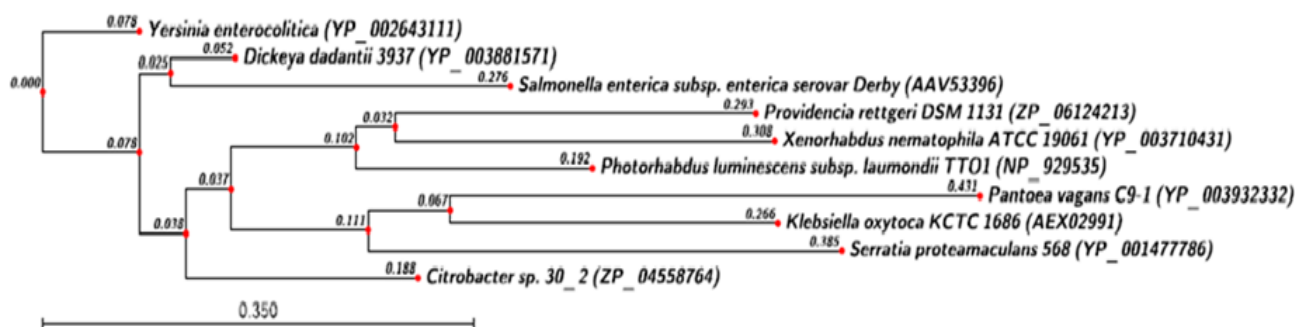 0.078 Yersinia enterocolitica (YP_002643111)
0.052 Dickeya dadantii 3937 (YP_003881571)
0.025
0.276 Salmonella enterica subsp. enterica serovar Derby (AAV53396)
0.000
0.293 Providencia rettgeri DSM 1131 (ZP_06124213)
0.032
0.308 Xenorhabdus nematophila ATCC 19061 (YP_003710431)
0.102
0.078
0.192 Photorhabdus luminescens subsp. laumondii TTO1 (NP_929535)
0.037
0.431 Pantoea vagans C9-1 (YP_003932332)
0.067
0.266 Klebsiella oxytoca KCTC 1686 (AEX02991)
0.111
0.038
0.385 Serratia proteamaculans 568 (YP_001477786)
0.188 Citrobacter sp. 30_2 (ZP_04558764)
0.350